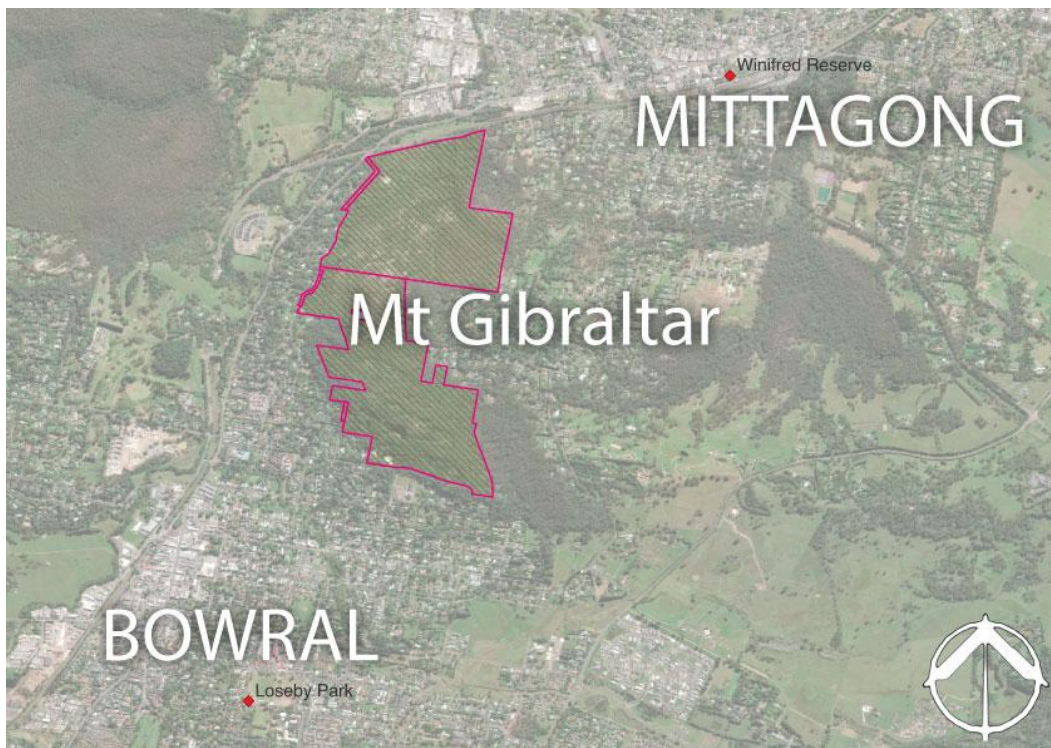 Winifred Reserve
MITTAGONG
Mt Gibraltar
BOWRAL
Loseby Park